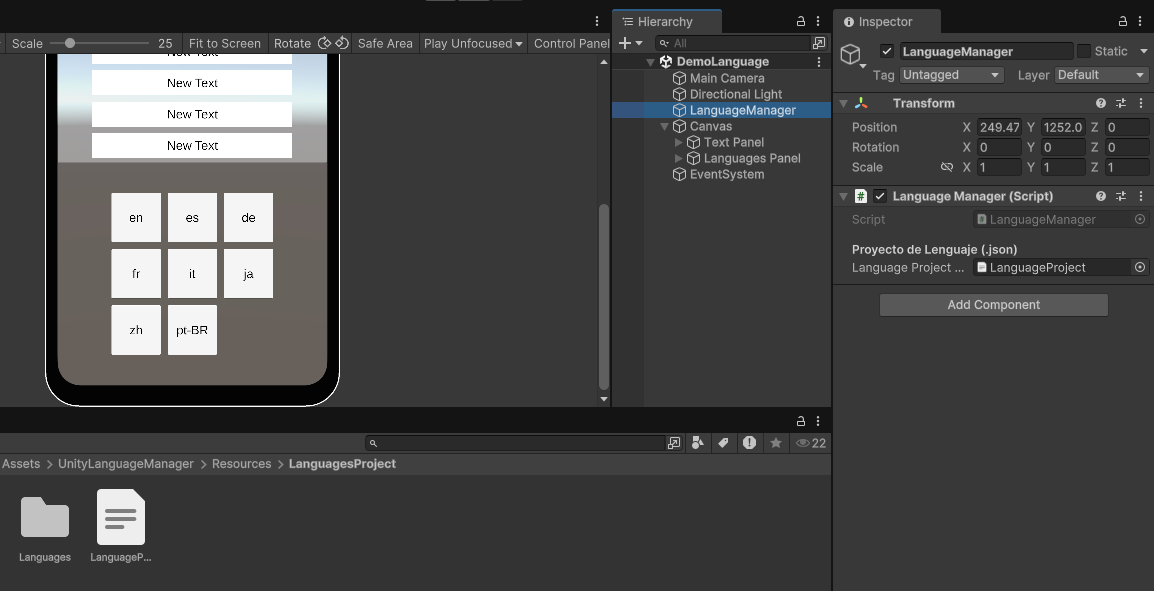 Hierarchy
Inspector
Scale 25 Fit to Screen Rotate Safe Area Play Unfocused Control Panel
All
LanguageManager Static
Tag Untagged Layer Default
DemoLanguage
Main Camera
Directional Light
LanguageManager
Canvas
Text Panel
Languages Panel
EventSystem
Transform
Position X 249.47 Y 1252.0 Z 0
Rotation X 0 Y 0 Z 0
Scale X 1 Y 1 Z 1
Language Manager (Script)
Script # LanguageManager
Proyecto de Lenguaje (.json)
Language Project ... LanguageProject
Add Component
New Text
New Text
New Text
New Text
en es de
fr it ja
zh pt-BR
22
Assets > UnityLanguageManager > Resources > LanguagesProject
Languages LanguageP...